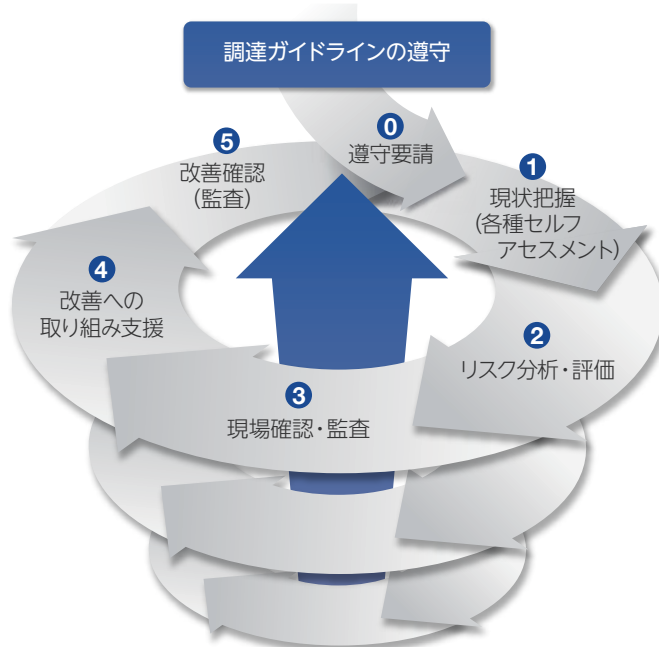 調達ガイドラインの遵守
0
遵守要請
1
現状把握
(各種セルフ
アセスメント)
2
リスク分析・評価
3
現場確認・監査
4
改善への
取り組み支援
5
改善確認
(監査)